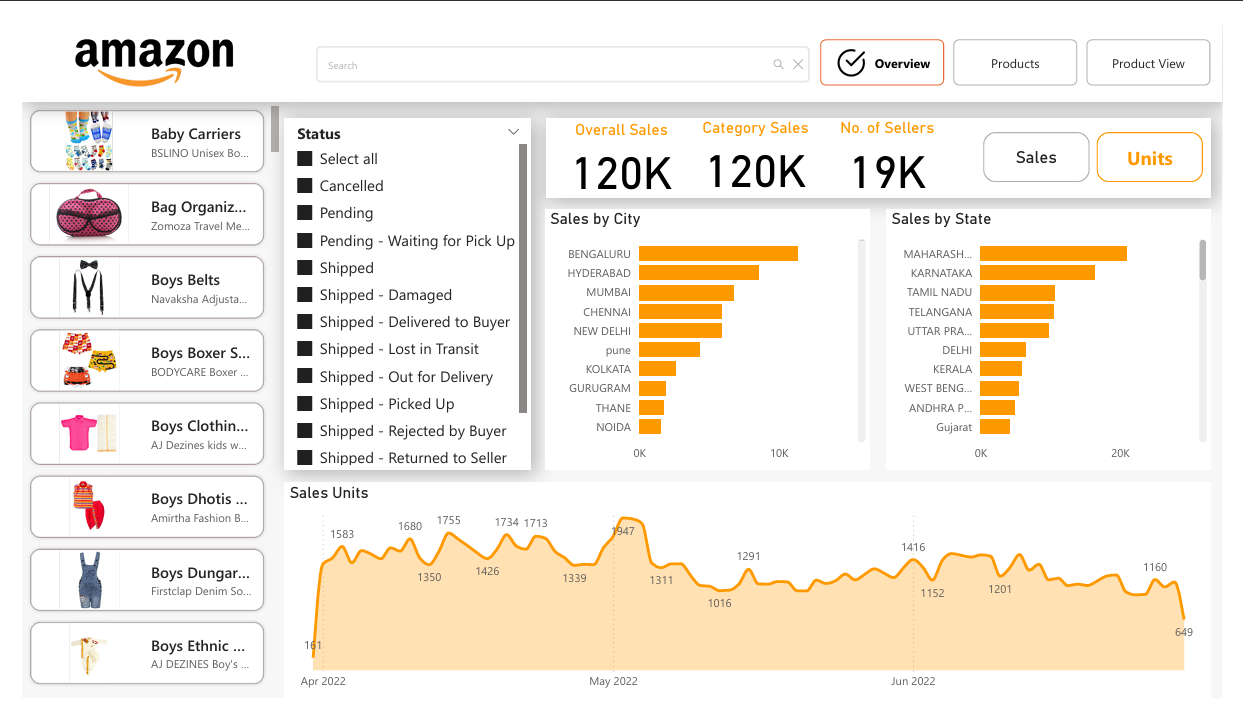 amazon
Search
Overview
Products
Product View
Baby Carriers
BSLINO Unisex Bo...
Bag Organiz...
Zomoza Travel Me...
Boys Belts
Navaksha Adjusta...
Boys Boxer S...
BODYCARE Boxer ...
Boys Clothin...
AJ Dezines kids w...
Boys Dhotis ...
Amirtha Fashion B...
Boys Dungar...
Firstclap Denim So...
Boys Ethnic ...
AJ DEZINES Boy's ...
Status
Select all
Cancelled
Pending
Pending - Waiting for Pick Up
Shipped
Shipped - Damaged
Shipped - Delivered to Buyer
Shipped - Lost in Transit
Shipped - Out for Delivery
Shipped - Picked Up
Shipped - Rejected by Buyer
Shipped - Returned to Seller
Overall Sales
120K
Category Sales
120K
No. of Sellers
19K
Sales
Units
Sales by City
BENGALURU
HYDERABAD
MUMBAI
CHENNAI
NEW DELHI
pune
KOLKATA
GURUGRAM
THANE
NOIDA
0K 10K
Sales by State
MAHARASH...
KARNATAKA
TAMIL NADU
TELANGANA
UTTAR PRA...
DELHI
KERALA
WEST BENG...
ANDHRA P...
Gujarat
0K 20K
Sales Units
161
1583
1680
1350
1755
1426
1734
1713
1339
1947
1311
1016
1291
1416
1152
1201
1160
649
Apr 2022 May 2022 Jun 2022